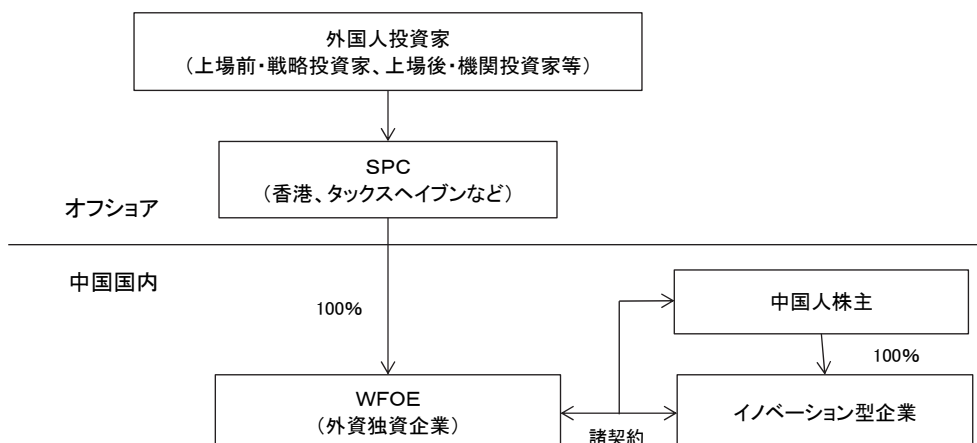 外国人投資家
（上場前・戦略投資家、上場後・機関投資家等）
SPC
（香港、タックスヘイブンなど）
オフショア
中国国内
100%
中国人株主
100%
WFOE
（外資独資企業）
諸契約
イノベーション型企業